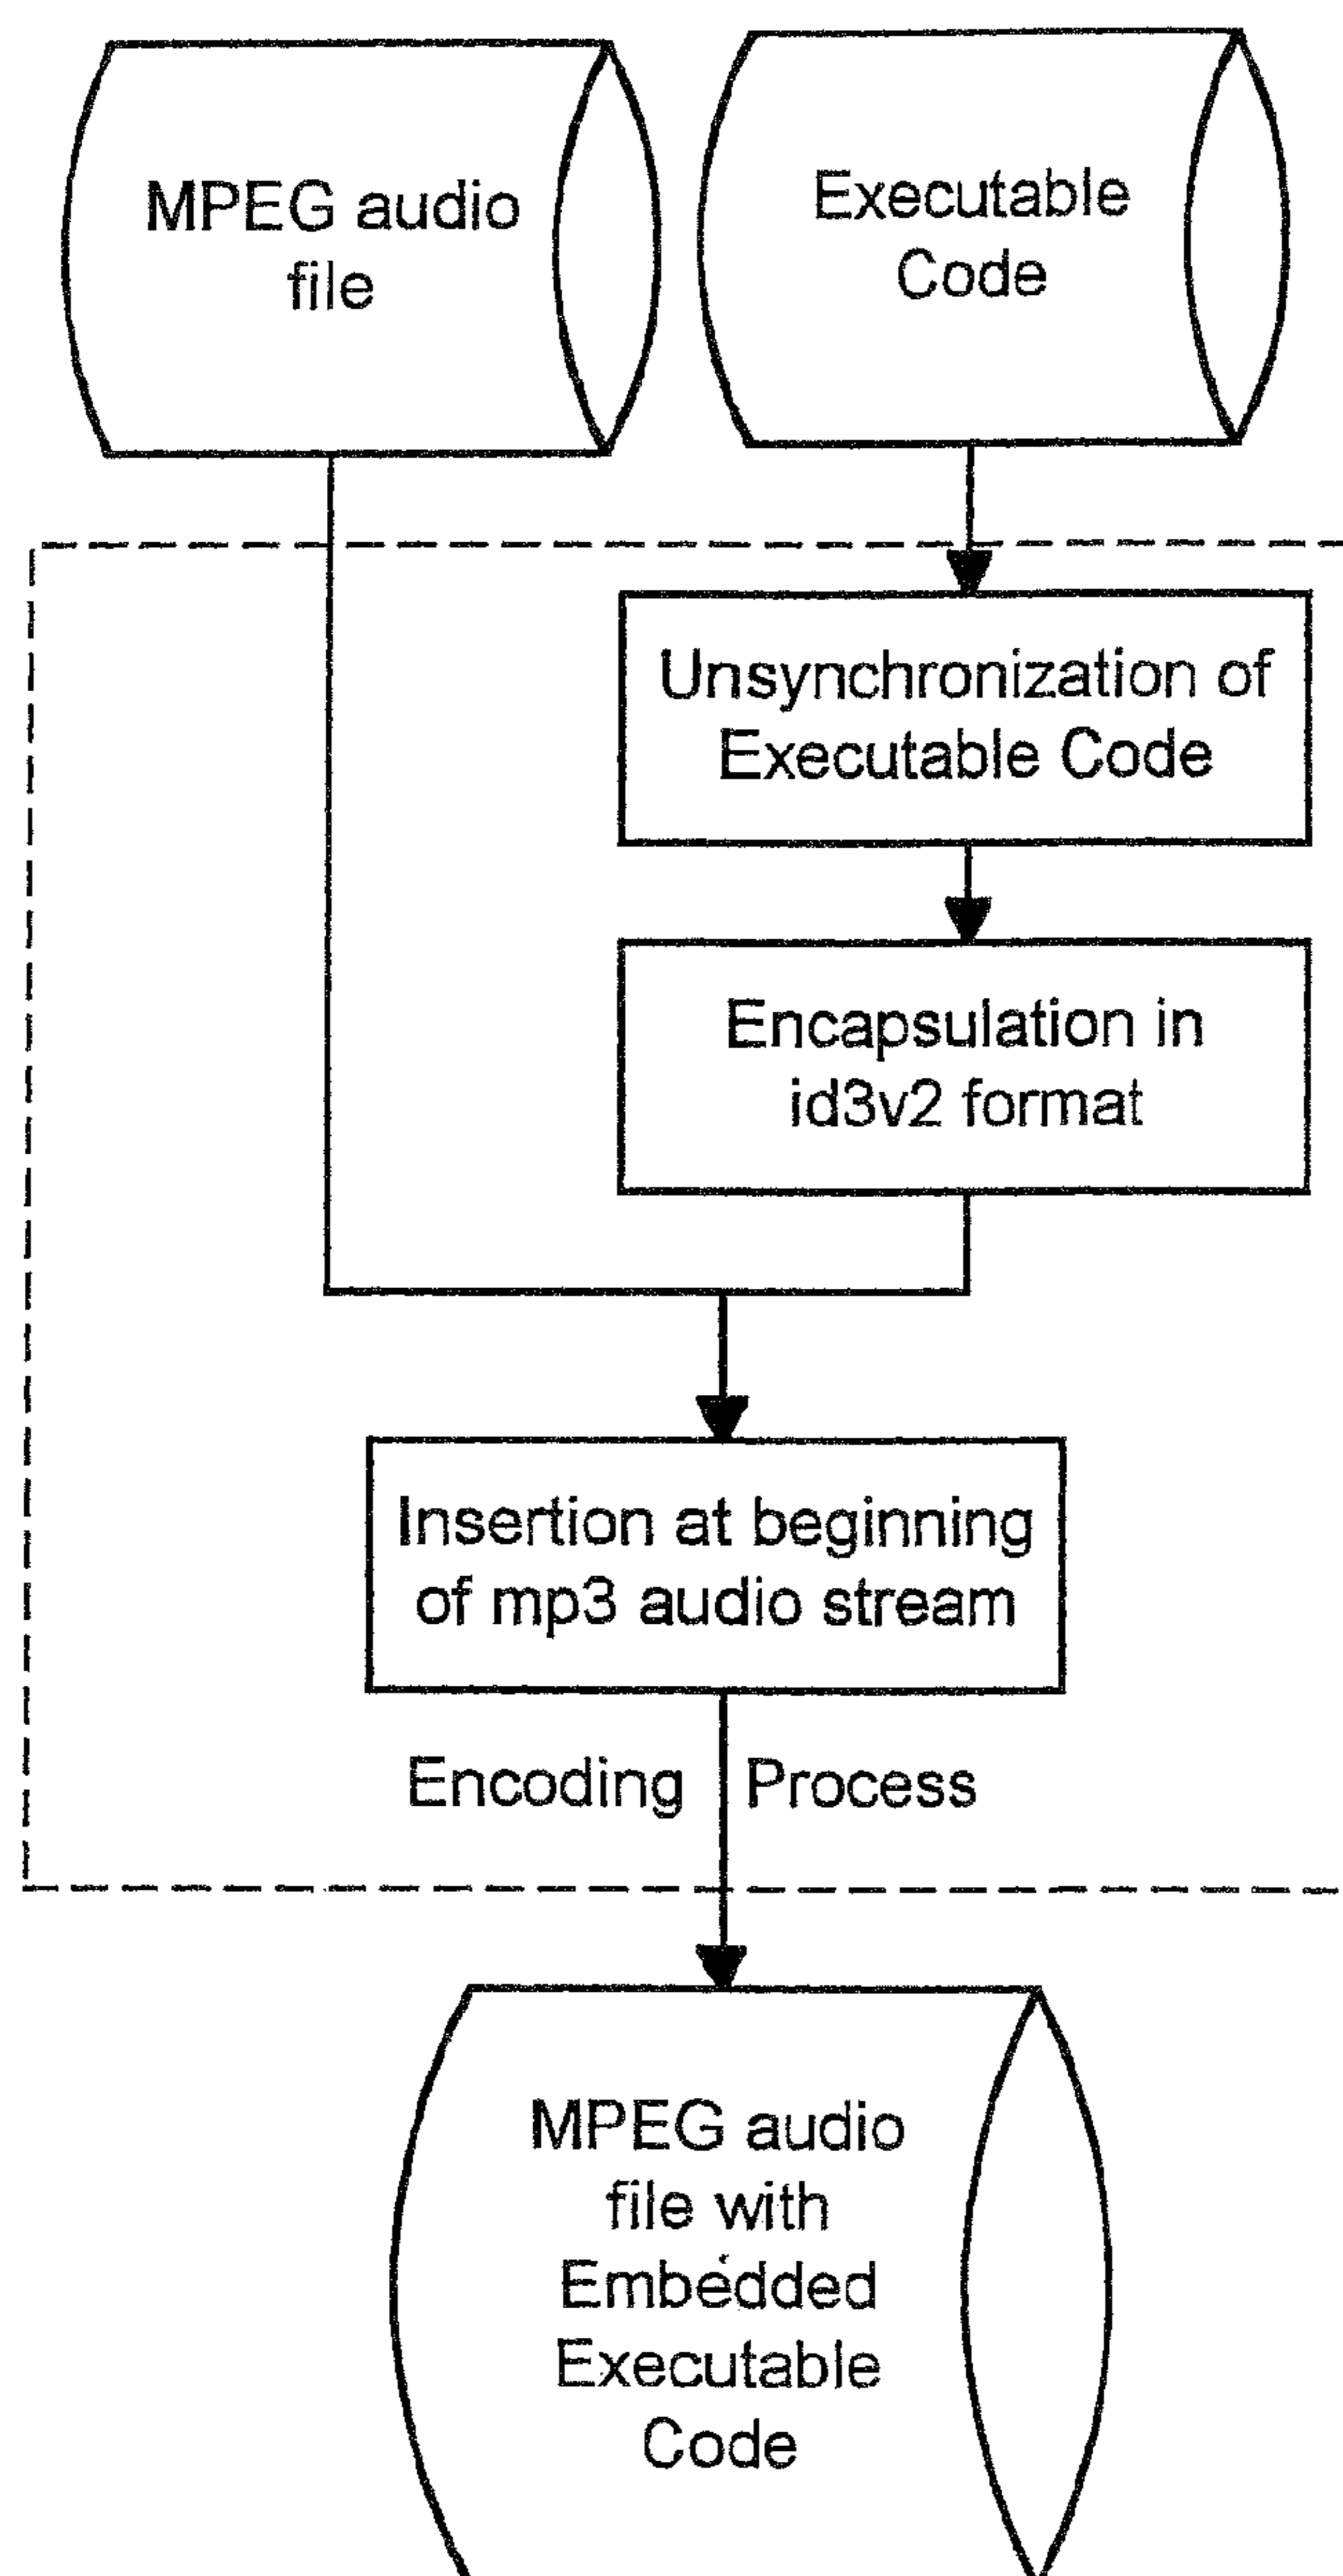 MPEG audio
file
Executable
Code
Unsynchronization of
Executable Code
Encapsulation in
id3v2 format
Insertion at beginning
of mp3 audio stream
Encoding Process
MPEG audio
file with
Embedded
Executable
Code